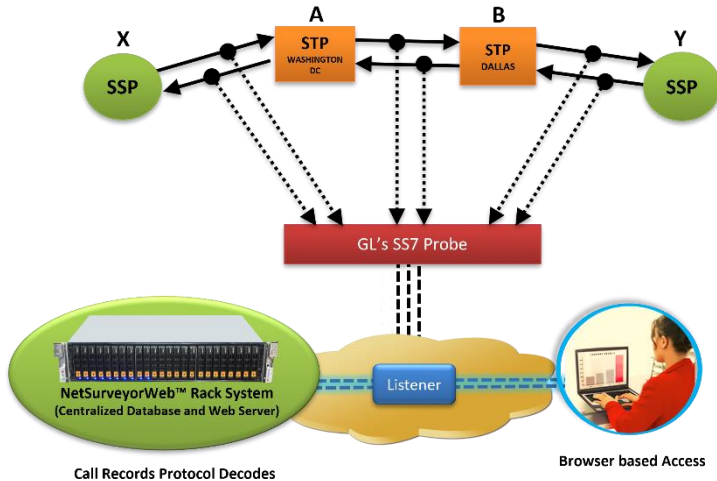 X
A
B
Y
SSP
STP
WASHINGTON
DC
STP
DALLAS
SSP
GL's SS7 Probe
Listener
NetSurveyorWeb™ Rack System
(Centralized Database and Web Server)
Call Records Protocol Decodes
Browser based Access